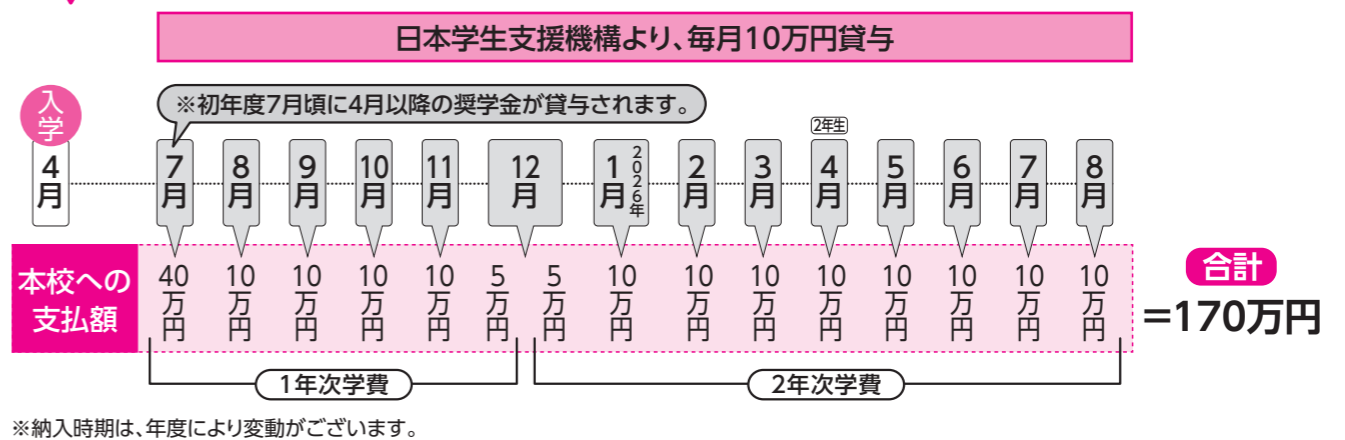 日本学生支援機構より、毎月10万円貸与
入学
※初年度7月頃に4月以降の奨学金が貸与されます。
2年生
4月 7月 8月 9月 10月 11月 12月 1月 2026年 2月 3月 4月 5月 6月 7月 8月
本校への
支払額
40万円 10万円 10万円 10万円 10万円 5万円 5万円 10万円 10万円 10万円 10万円 10万円 10万円 10万円 10万円
合計
=170万円
1年次学費 2年次学費
※納入時期は、年度により変動がございます。